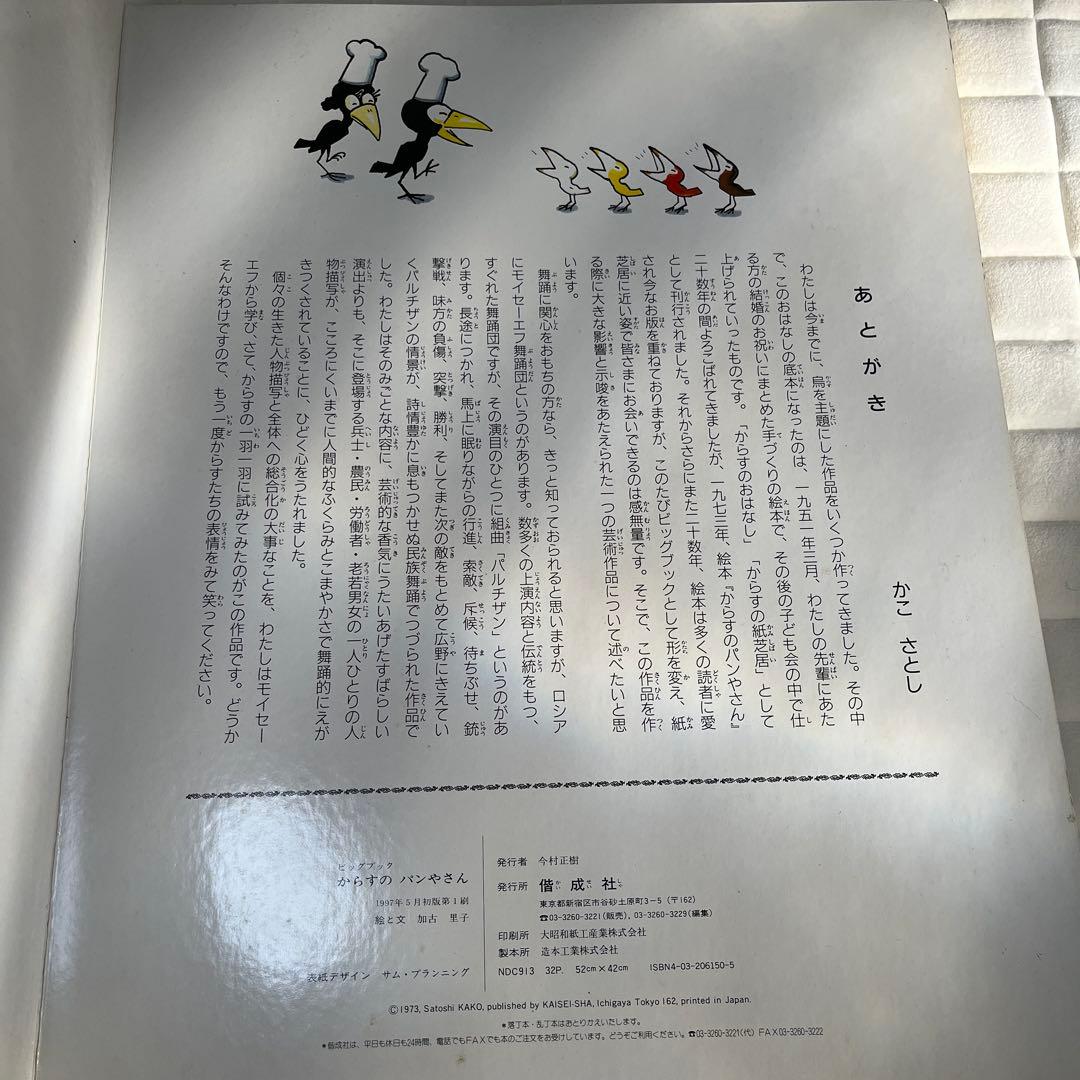 あとがき
かこ さとし
わたしは今までに、烏を主題にした作品をいくつか作ってきました。その中
で、このおはなしの底本になったのは、一九五一年三月、わたしの先輩にあた
る方の結婚のお祝いにまとめた手づくりの絵本で、その後の子ども会の中で仕
上げられていったものです。「からすのおはなし」「からすの紙芝居」として
二十数年の間よろこばれてきましたが、一九七三年、絵本『からすのパンやさん』
として刊行されました。それからさらにまた二十数年、絵本は多くの読者に愛
され今なお版を重ねておりますが、このたびビッグブックとして形を変え、紙
芝居に近い姿で皆さまにお会いできるのは感無量です。そこで、この作品を作
る際に大きな影響と示唆をあたえられた一つの芸術作品について述べたいと思
います。
舞踊に関心をおもちの方なら、きっと知っておられると思いますが、ロシア
にモイセーエフ舞踊団というのがあります。数多くの上演内容と伝統をもつ、
すぐれた舞踊団ですが、その演目のひとつに組曲「パルチザン」というのがあ
ります。長途につかれ、馬上に眠りながらの行進、索敵、斥候、待ちぶせ、銃
撃戦、味方の負傷、突撃、勝利、そしてまた次の敵をもとめて広野にきえてい
くパルチザンの情景が、詩情豊かに息もつかせぬ民族舞踊でつづられた作品で
した。わたしはそのみごとな内容に、芸術的な香気にうたいあげたすばらしい
演出よりも、そこに登場する兵士・農民・労働者・老若男女の一人ひとりの人
物描写が、こころにくいまでに人間的なふくらみとこまやかさで舞踊的にえが
きつくされていることに、ひどく心をうたれました。
個々の生きた人物描写と全体への総合化の大事なことを、わたしはモイセー
エフから学び、さて、からすの一羽一羽に試みてみたのがこの作品です。どうか
そんなわけですので、もう一度からすたちの表情をみて笑ってください。
ビッグブック
からすの パンやさん
1997年5月初版第1刷
絵と文 加古 里子
表紙デザイン サム・プランニング
発行者 今村正樹
発行所 偕成社
東京都新宿区市谷砂土原町3-5 (〒162)
☎03-3260-3221(販売), 03-3260-3229(編集)
印刷所 大昭和紙工産業株式会社
製本所 造本工業株式会社
NDC913 32P. 52cm×42cm ISBN4-03-206150-5
©1973, Satoshi KAKO, published by KAISEI-SHA, Ichigaya Tokyo 162, printed in Japan.
*落丁本・乱丁本はおとりかえいたします。
*偕成社は、平日も休日も24時間、電話でもFAXでも本のご注文をお受けしています。どうぞご利用ください。☎03-3260-3221(代) FAX03-3260-3222